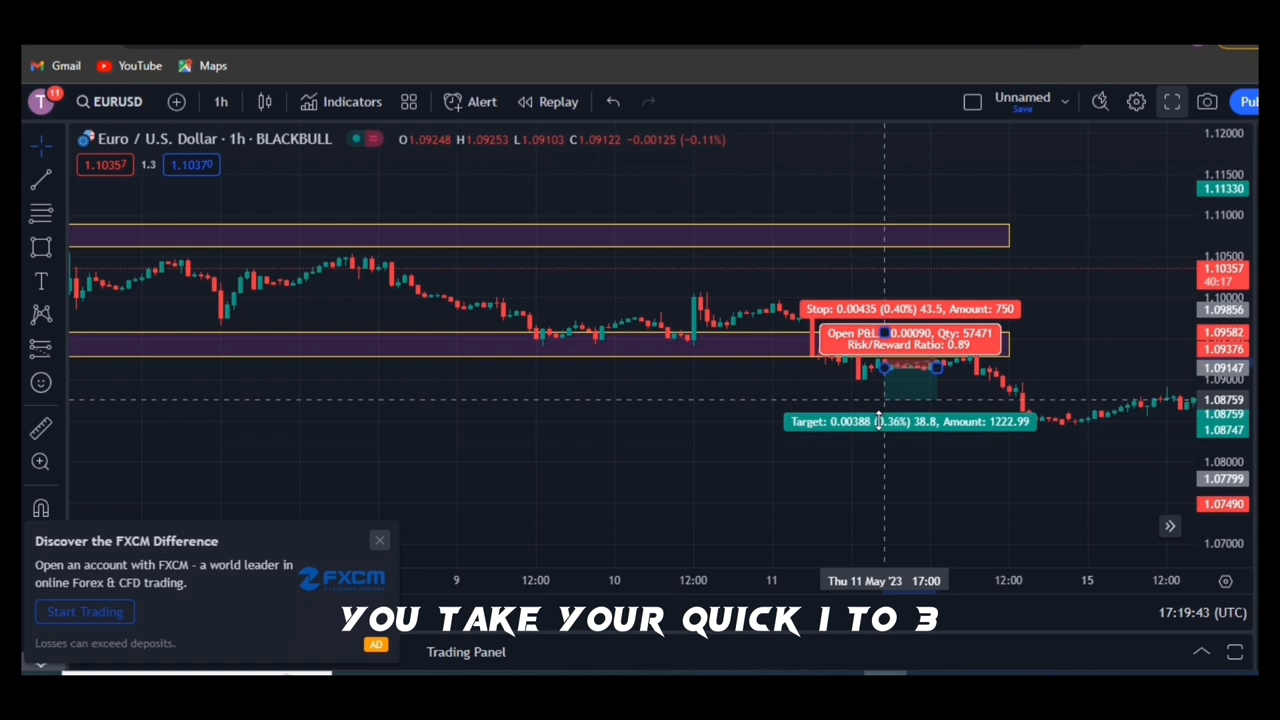 Gmail YouTube Maps
T 11 EURUSD 1h Indicators Alert Replay Unnamed Save
Euro / U.S. Dollar · 1h · BLACKBULL O1.09248 H1.09253 L1.09103 C1.09122 -0.00125 (-0.11%)
1.10357 1.3 1.10370
1.12000
1.11500
1.11330
1.11000
1.10500
1.10357
40:17
1.10000
1.09856
1.09582
1.09376
1.09147
1.09000
1.08759
1.08759
1.08747
1.08000
1.07799
1.07490
1.07000
Stop: 0.00435 (0.40%) 43.5, Amount: 750
Open P&L 0.00090, Qty: 57471
Risk/Reward Ratio: 0.89
Target: 0.00388 (0.36%) 38.8, Amount: 1222.99
Discover the FXCM Difference
Open an account with FXCM - a world leader in
online Forex & CFD trading.
FXCM
Start Trading
Losses can exceed deposits. AD
9 12:00 10 12:00 11 Thu 11 May '23 17:00 12:00 15 12:00
YOU TAKE YOUR QUICK 1 TO 3
17:19:43 (UTC)
Trading Panel